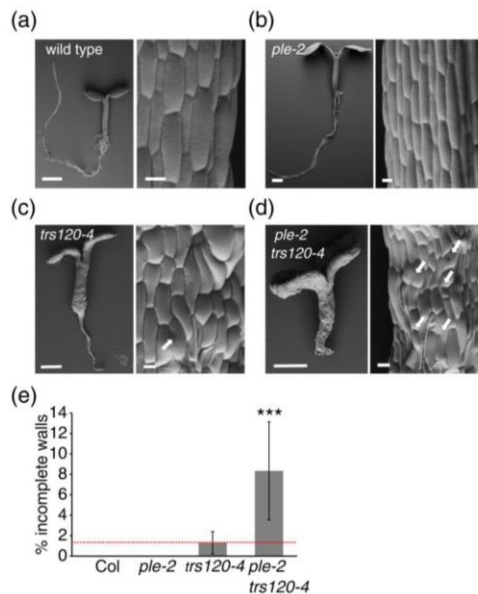 (a)
wild type
(b)
ple-2
(c)
trs120-4
(d)
ple-2
trs120-4
(e)
% incomplete walls
14
12
10
8
6
4
2
0
***
Col
ple-2
trs120-4
ple-2
trs120-4